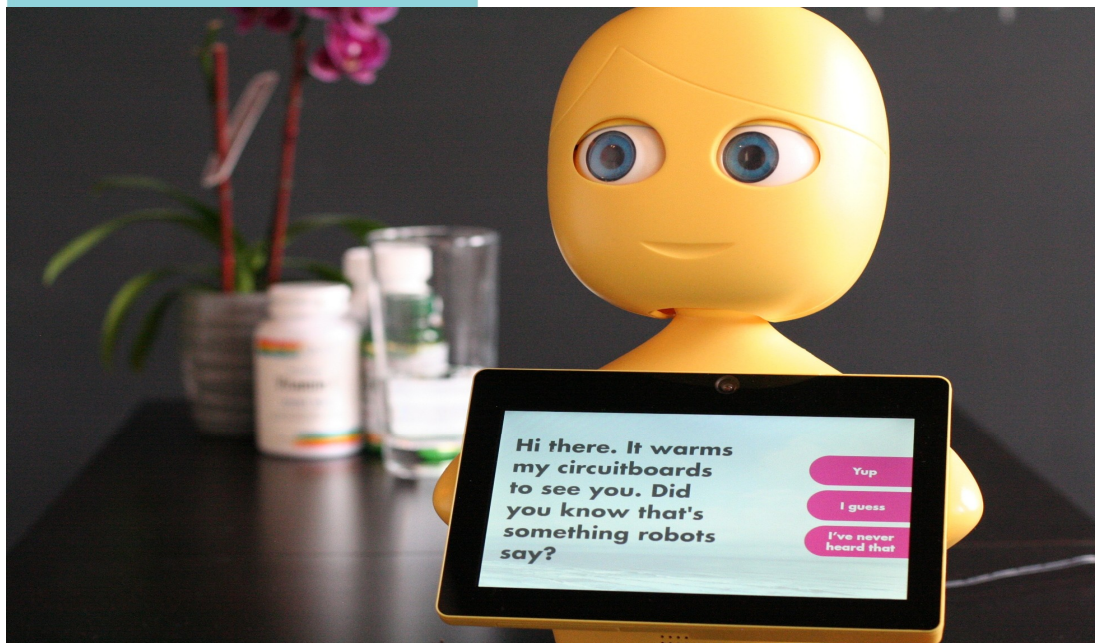 Hi there. It warms
my circuitboards
to see you. Did
you know that's
something robots
say?
Yup
I guess
I've never
heard that